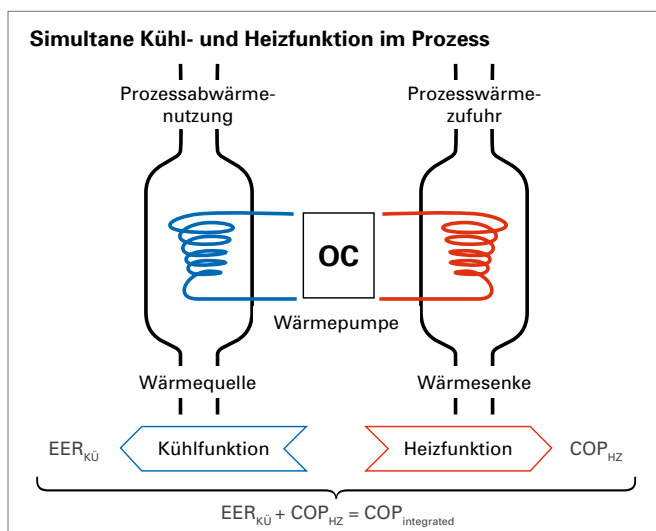 Simultane Kühl- und Heizfunktion im Prozess
Prozessabwärme-
nutzung
Prozesswärme-
zufuhr
OC
Wärmepumpe
Wärmequelle
Wärmesenke
EER_KÜ
Kühlfunktion
Heizfunktion
COP_HZ
EER_KÜ + COP_HZ = COP_integrated